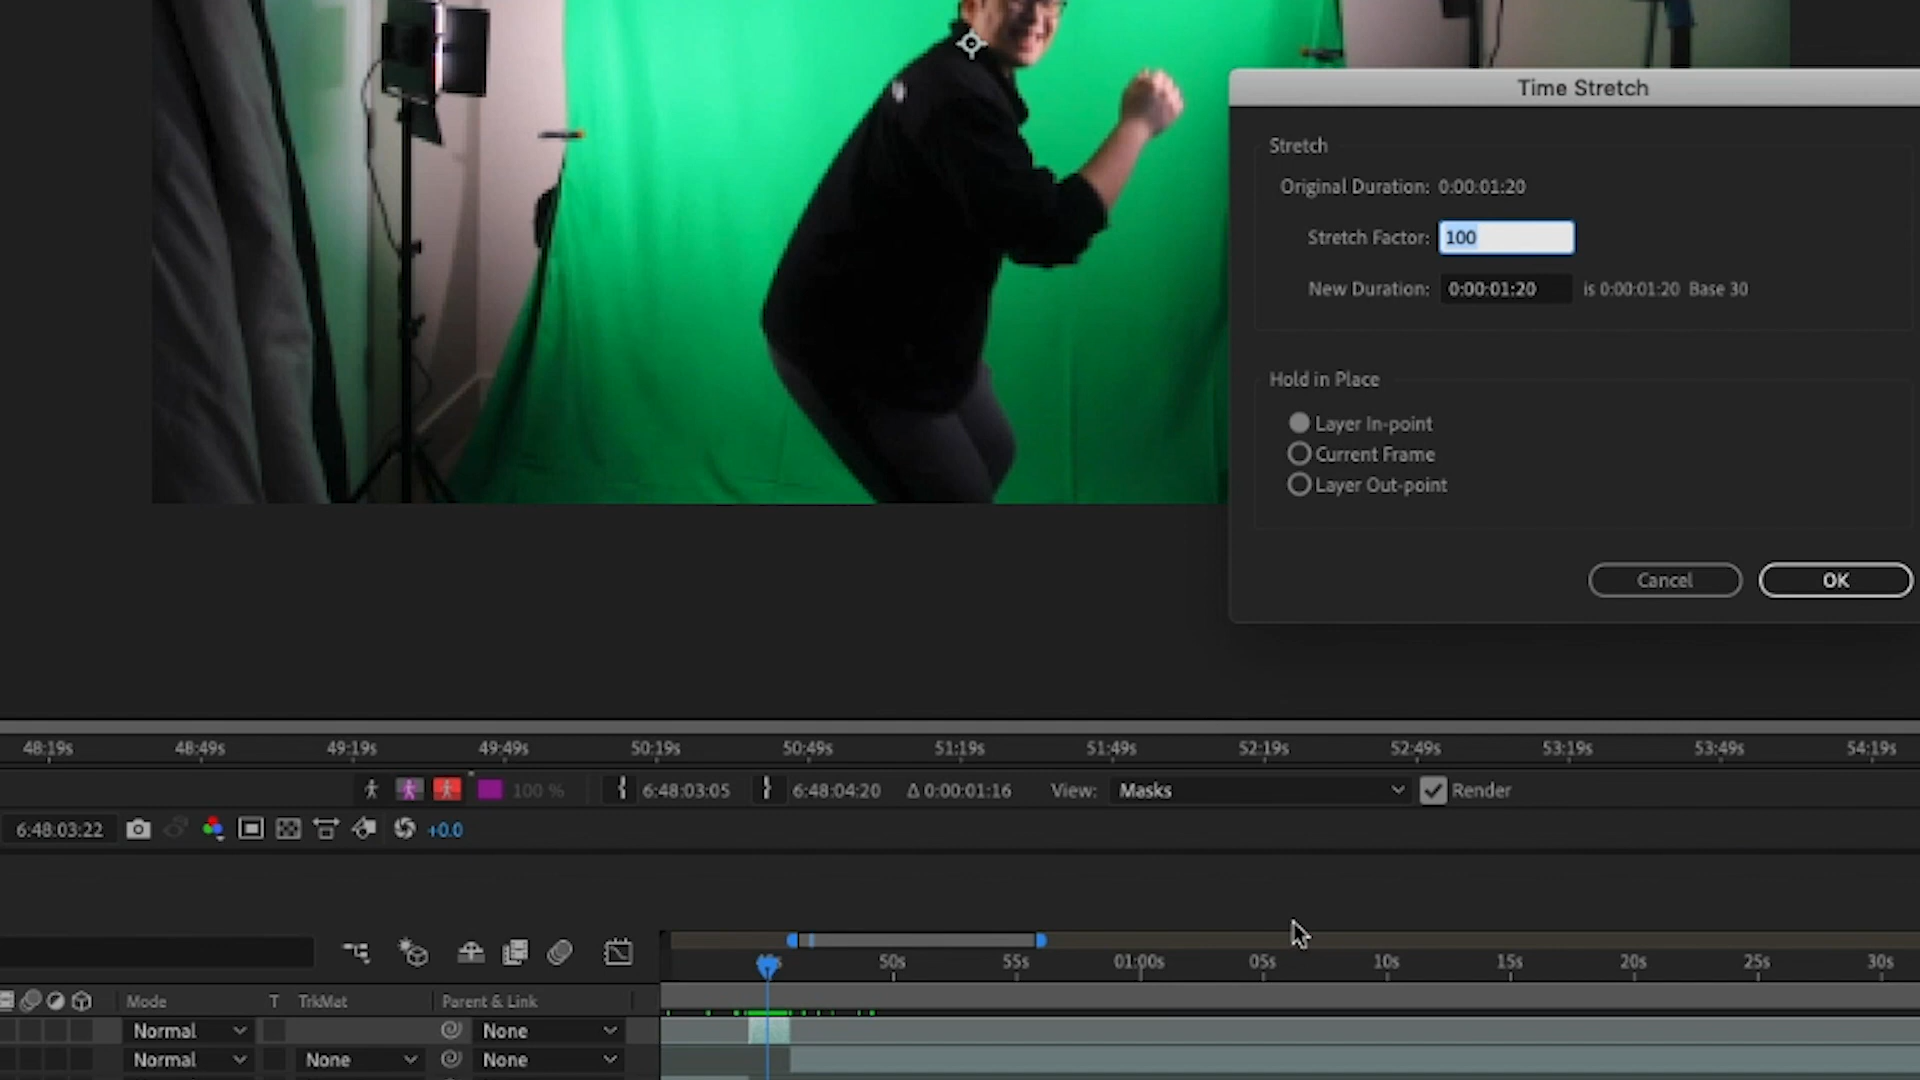 Time Stretch
Stretch
Original Duration: 0:00:01:20
Stretch Factor: 100
New Duration: 0:00:01:20 is 0:00:01:20 Base 30
Hold in Place
Layer In-point
Current Frame
Layer Out-point
Cancel OK
48:19s 48:49s 49:19s 49:49s 50:19s 50:49s 51:19s 51:49s 52:19s 52:49s 53:19s 53:49s 54:19s
100 % 6:48:03:05 6:48:04:20 Δ 0:00:01:16 View: Masks Render
6:48:03:22 +0.0
50s 55s 01:00s 05s 10s 15s 20s 25s 30s
Mode T TrkMat Parent & Link
Normal None
Normal None None